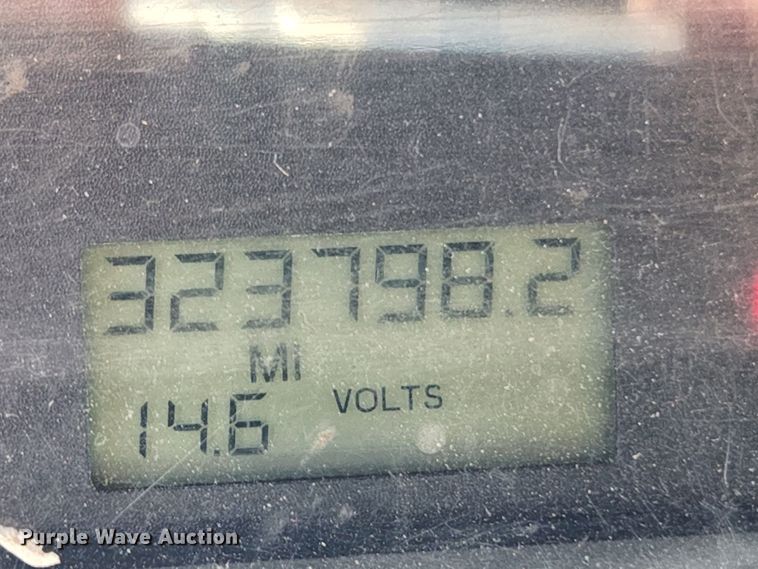 323798.2
MI
14.6 VOLTS
Purple Wave Auction